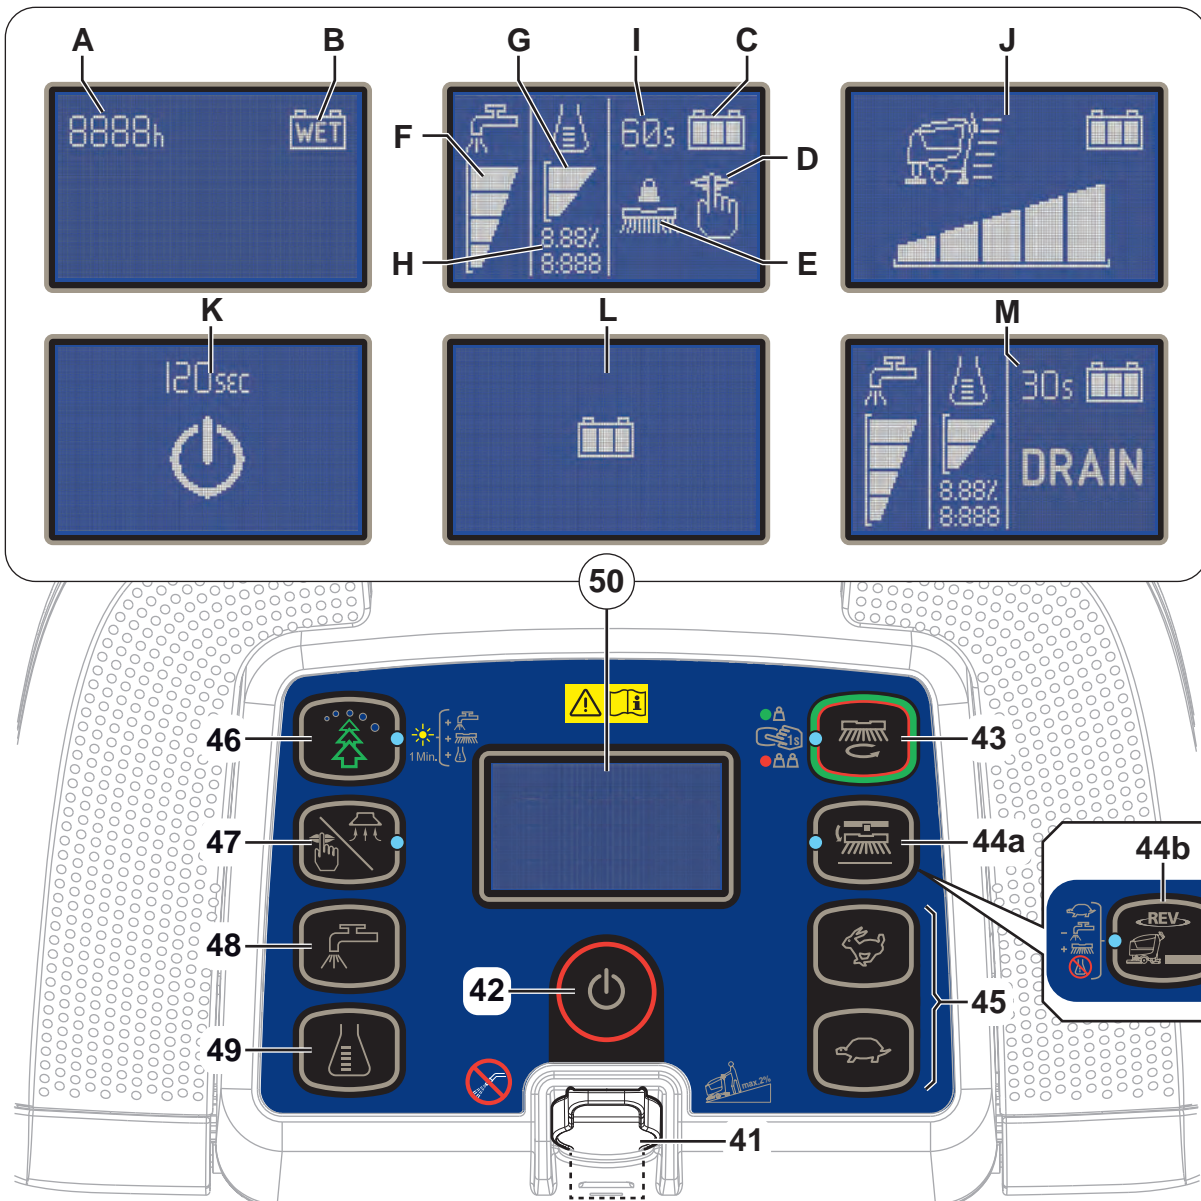 A B G I C J
8888h WET
60s
F
D
8.88%
8:888
H E
K L M
120sec
30s
DRAIN
8.88%
8:888
50
46
1 Min.
+
+
+
1s
43
47
44a
44b
REV
-
+
48
42
45
49
max.2%
41